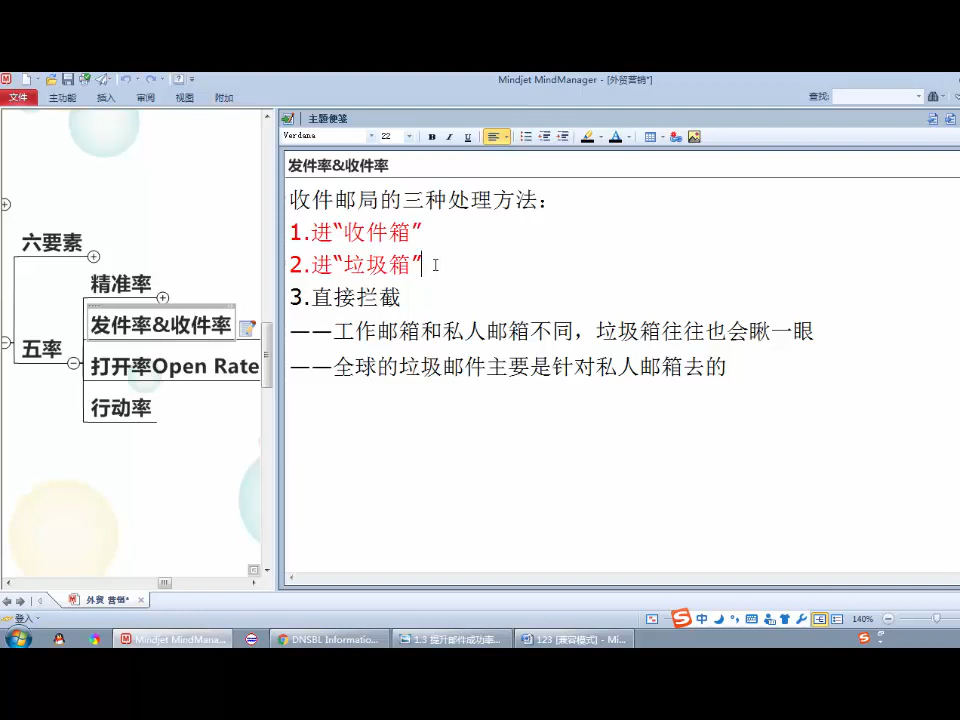 Mindjet MindManager - [外贸营销*]
文件 主功能 插入 审阅 视图 附加
查找:
主题便笺
Verdana 22 B I U A
发件率&收件率
收件邮局的三种处理方法：
1.进“收件箱”
2.进“垃圾箱”
3.直接拦截
——工作邮箱和私人邮箱不同，垃圾箱往往也会瞅一眼
——全球的垃圾邮件主要是针对私人邮箱去的
六要素
精准率
发件率&收件率
五率
打开率Open Rate
行动率
外贸 营销*
登入
中
140%
Mindjet MindMana...
DNSBL Informatio...
1.3 提升邮件成功率...
123 [兼容模式] - Mi...